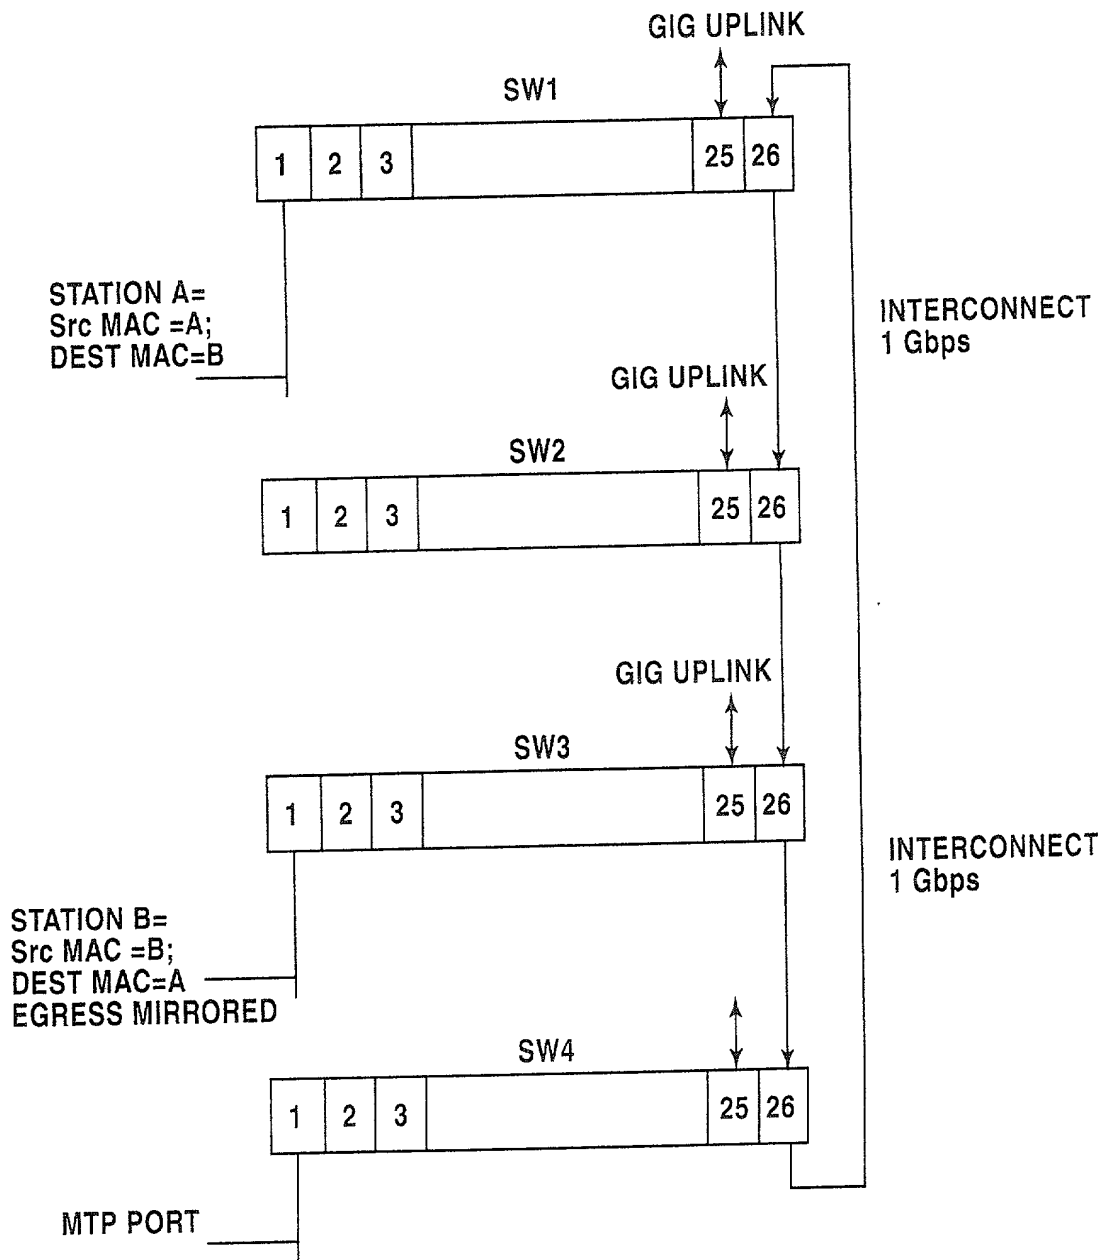 GIG UPLINK
SW1
1 2 3 25 26
STATION A=
Src MAC =A;
DEST MAC=B
INTERCONNECT
1 Gbps
GIG UPLINK
SW2
1 2 3 25 26
GIG UPLINK
SW3
1 2 3 25 26
INTERCONNECT
1 Gbps
STATION B=
Src MAC =B;
DEST MAC=A
EGRESS MIRRORED
SW4
1 2 3 25 26
MTP PORT